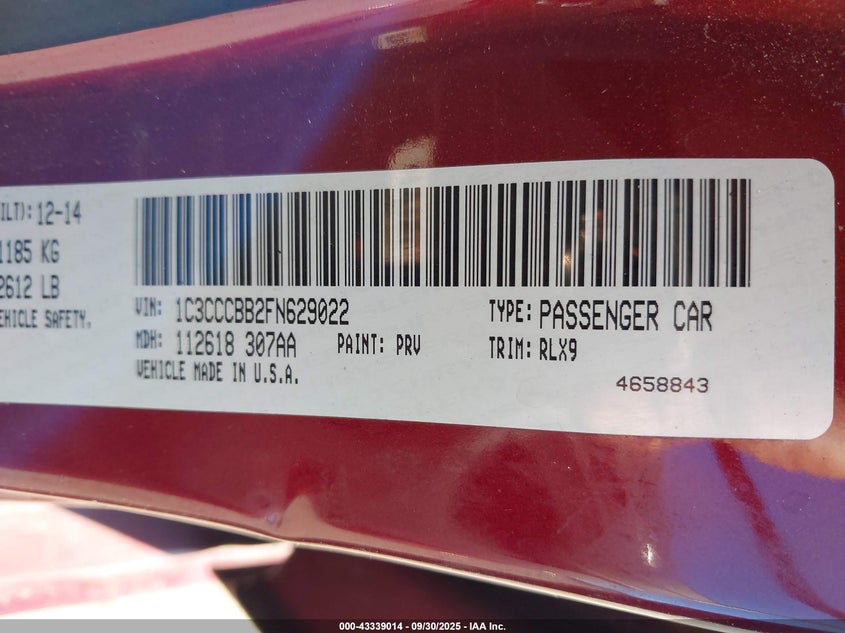 ILT): 12-14
1185 KG
2612 LB
EHICLE SAFETY.
VIN: 1C3CCCBB2FN629022
TYPE: PASSENGER CAR
MDH: 112618 307AA
PAINT: PRV
TRIM: RLX9
VEHICLE MADE IN U.S.A.
4658843
000-43339014 - 09/30/2025 - IAA Inc.